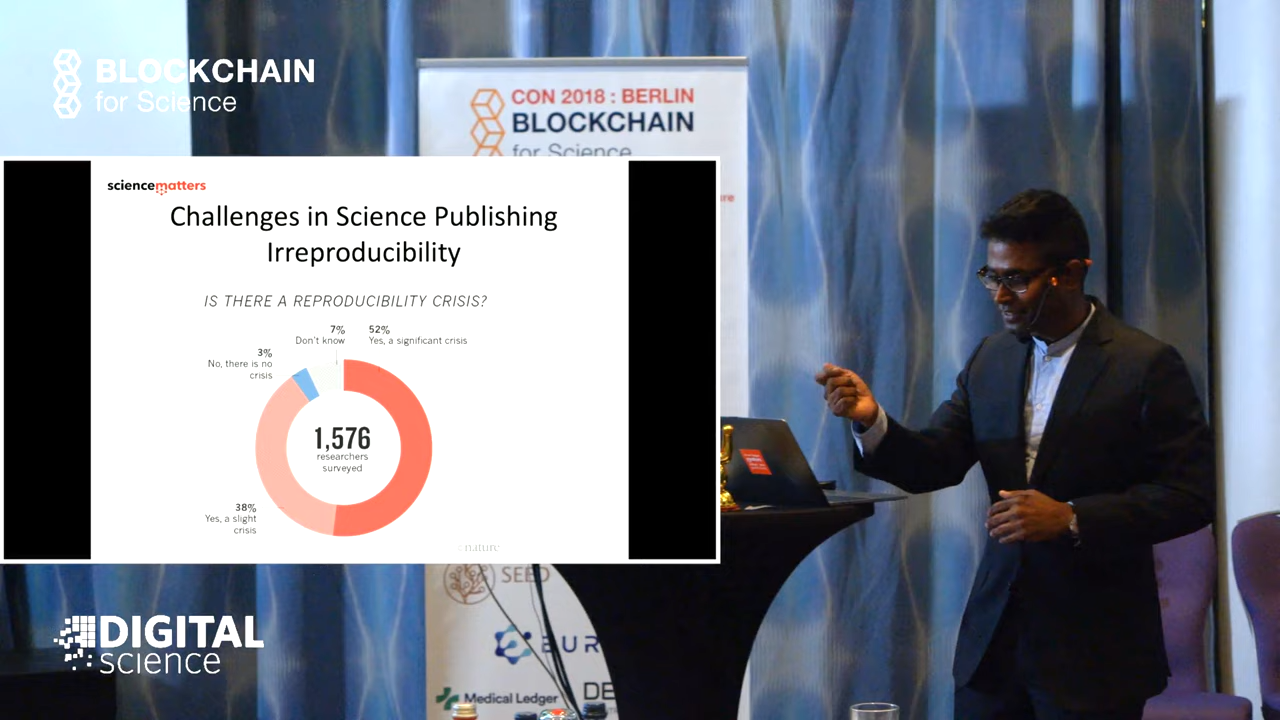 BLOCKCHAIN
for Science
CON 2018 : BERLIN
BLOCKCHAIN
for Science
sciencematters
Challenges in Science Publishing
Irreproducibility
IS THERE A REPRODUCIBILITY CRISIS?
7%
Don't know
52%
Yes, a significant crisis
3%
No, there is no
crisis
1,576
researchers
surveyed
38%
Yes, a slight
crisis
nature
SEED
EUR
Medical Ledger
DE
DIGITAL
science